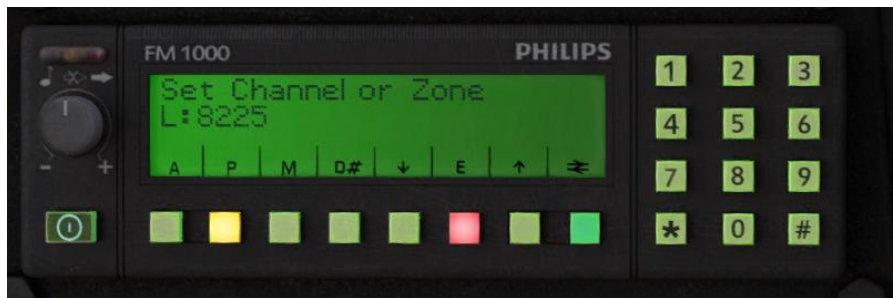 FM 1000 PHILIPS
Set Channel or Zone
L:8225
A P M D# ↓ E ↑
- +
1 2 3
4 5 6
7 8 9
* 0 #